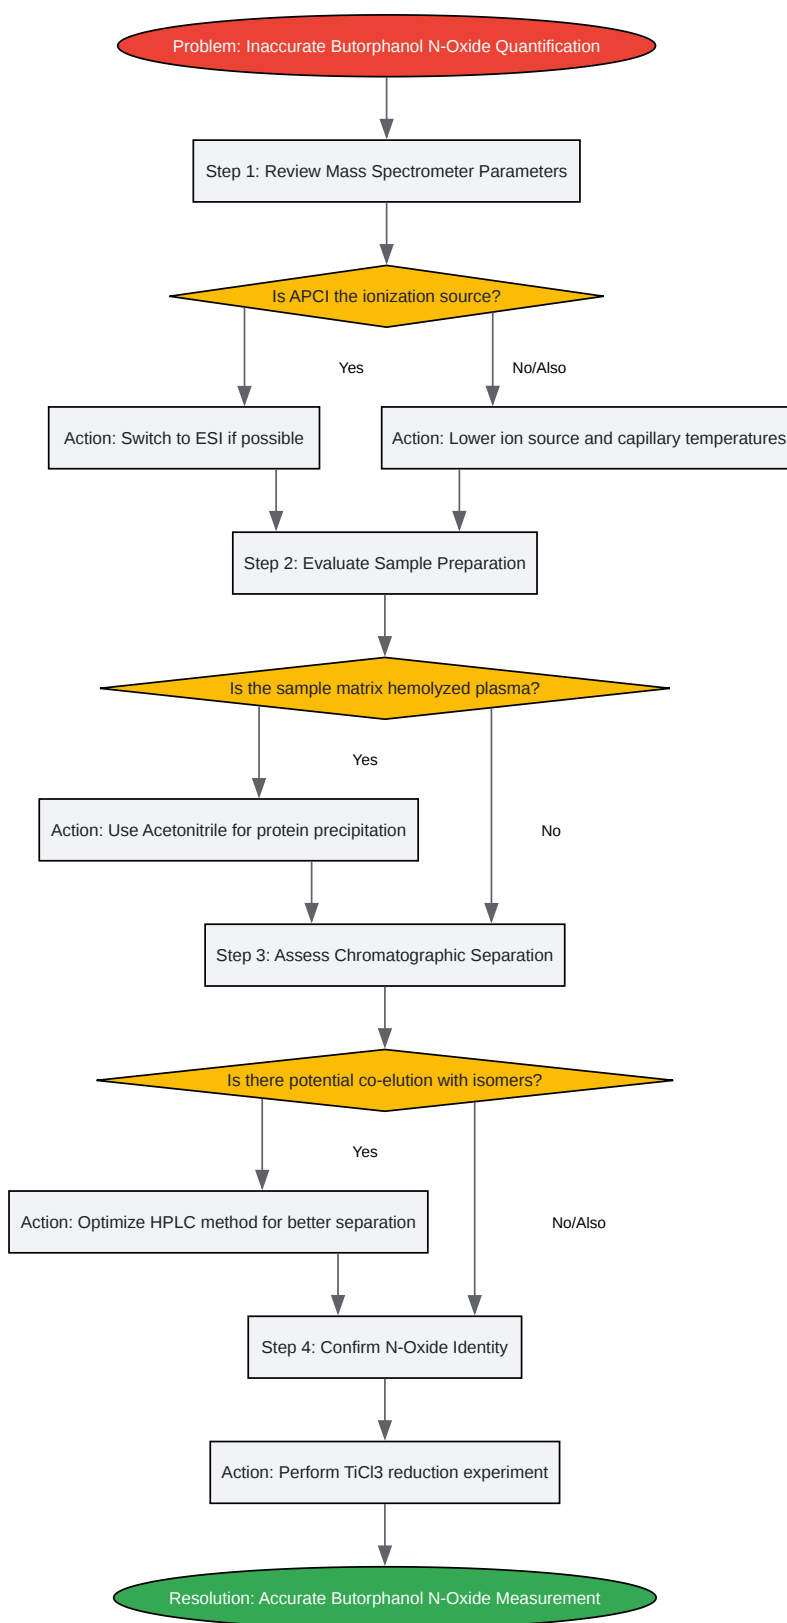 Problem: Inaccurate Butorphanol N-Oxide Quantification
Step 1: Review Mass Spectrometer Parameters
Is APCI the ionization source?
Yes
No/Also
Action: Switch to ESI if possible
Action: Lower ion source and capillary temperatures
Step 2: Evaluate Sample Preparation
Is the sample matrix hemolyzed plasma?
Yes
Action: Use Acetonitrile for protein precipitation
No
Step 3: Assess Chromatographic Separation
Is there potential co-elution with isomers?
Yes
Action: Optimize HPLC method for better separation
No/Also
Step 4: Confirm N-Oxide Identity
Action: Perform TiCl3 reduction experiment
Resolution: Accurate Butorphanol N-Oxide Measurement